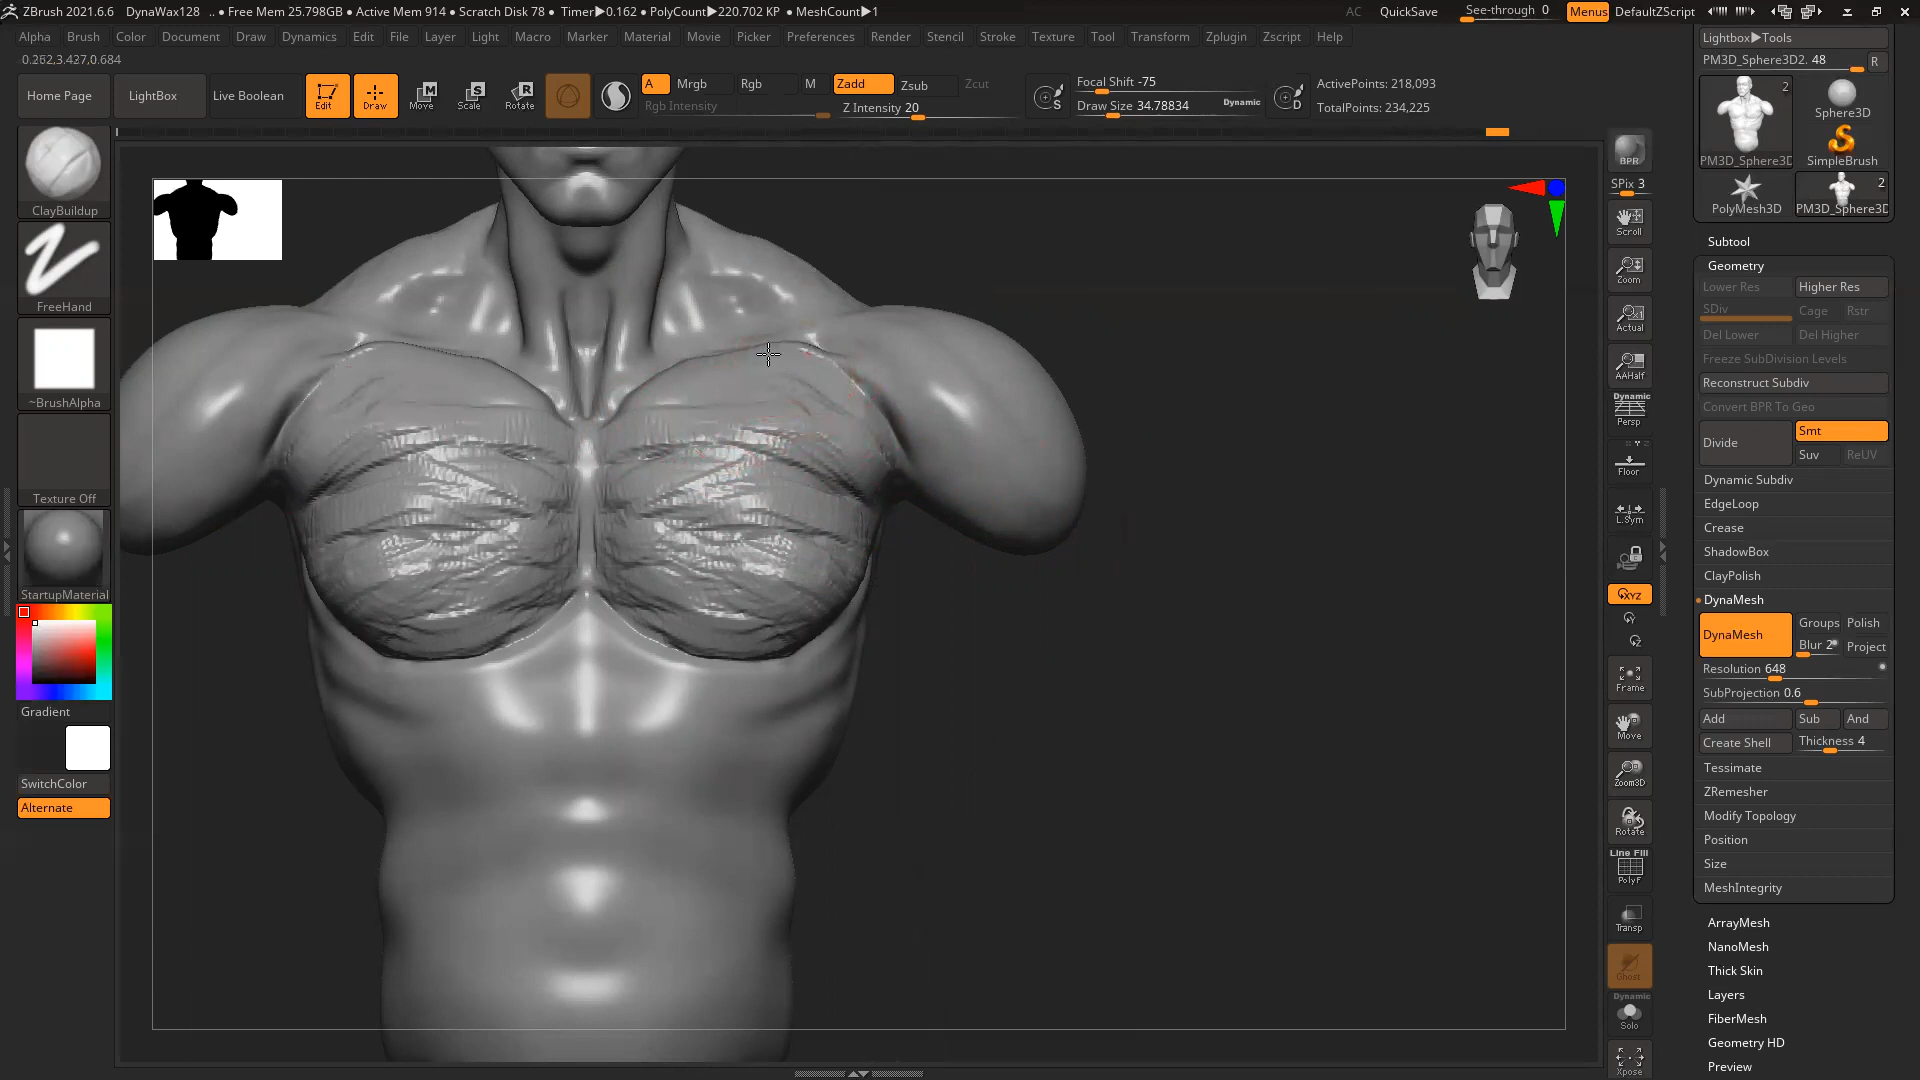 ZBrush 2021.6.6 DynaWax128 .. ● Free Mem 25.798GB ● Active Mem 914 ● Scratch Disk 78 ● Timer▶0.162 ● PolyCount▶220.702 KP ● MeshCount▶1 AC QuickSave See-through 0 Menus DefaultZScript
Alpha Brush Color Document Draw Dynamics Edit File Layer Light Macro Marker Material Movie Picker Preferences Render Stencil Stroke Texture Tool Transform Zplugin Zscript Help
0.262,3.427,0.684
Home Page LightBox Live Boolean Edit Draw Move Scale Rotate
A Mrgb Rgb M Zadd Zsub Zcut
Rgb Intensity Z Intensity 20
S Focal Shift -75
Draw Size 34.78834 Dynamic D
ActivePoints: 218,093
TotalPoints: 234,225
ClayBuildup
FreeHand
~BrushAlpha
Texture Off
StartupMaterial
Gradient
SwitchColor
Alternate
BPR
SPix 3
Scroll
Zoom
Actual
AAHalf
Dynamic
Persp
Floor
L.Sym
XYZ
Y
Z
Frame
Move
Zoom3D
Rotate
Line Fill
PolyF
Transp
Ghost
Dynamic
Solo
Xpose
Lightbox▶Tools
PM3D_Sphere3D2. 48 R
2
PM3D_Sphere3D
Sphere3D
SimpleBrush
PolyMesh3D
2
PM3D_Sphere3D
Subtool
Geometry
Lower Res Higher Res
SDiv Cage Rstr
Del Lower Del Higher
Freeze SubDivision Levels
Reconstruct Subdiv
Convert BPR To Geo
Divide Smt
Suv ReUV
Dynamic Subdiv
EdgeLoop
Crease
ShadowBox
ClayPolish
DynaMesh
DynaMesh Groups Polish
Blur 2 Project
Resolution 648
SubProjection 0.6
Add Sub And
Create Shell Thickness 4
Tessimate
ZRemesher
Modify Topology
Position
Size
MeshIntegrity
ArrayMesh
NanoMesh
Thick Skin
Layers
FiberMesh
Geometry HD
Preview